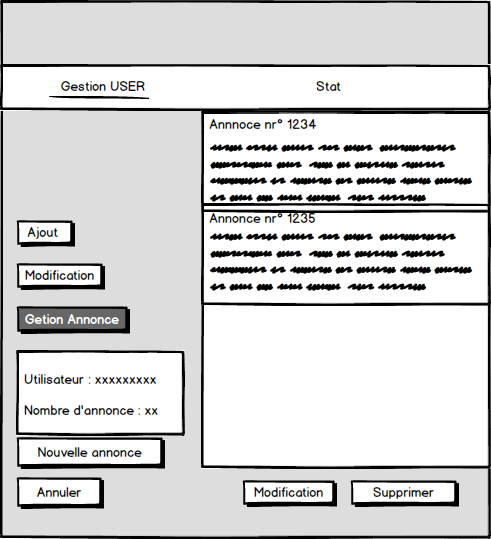 Gestion USER
Stat
Annnoce nr° 1234
Annonce nr° 1235
Ajout
Modification
Getion Annonce
Utilisateur : xxxxxxxxx
Nombre d'annonce : xx
Nouvelle annonce
Annuler
Modification
Supprimer